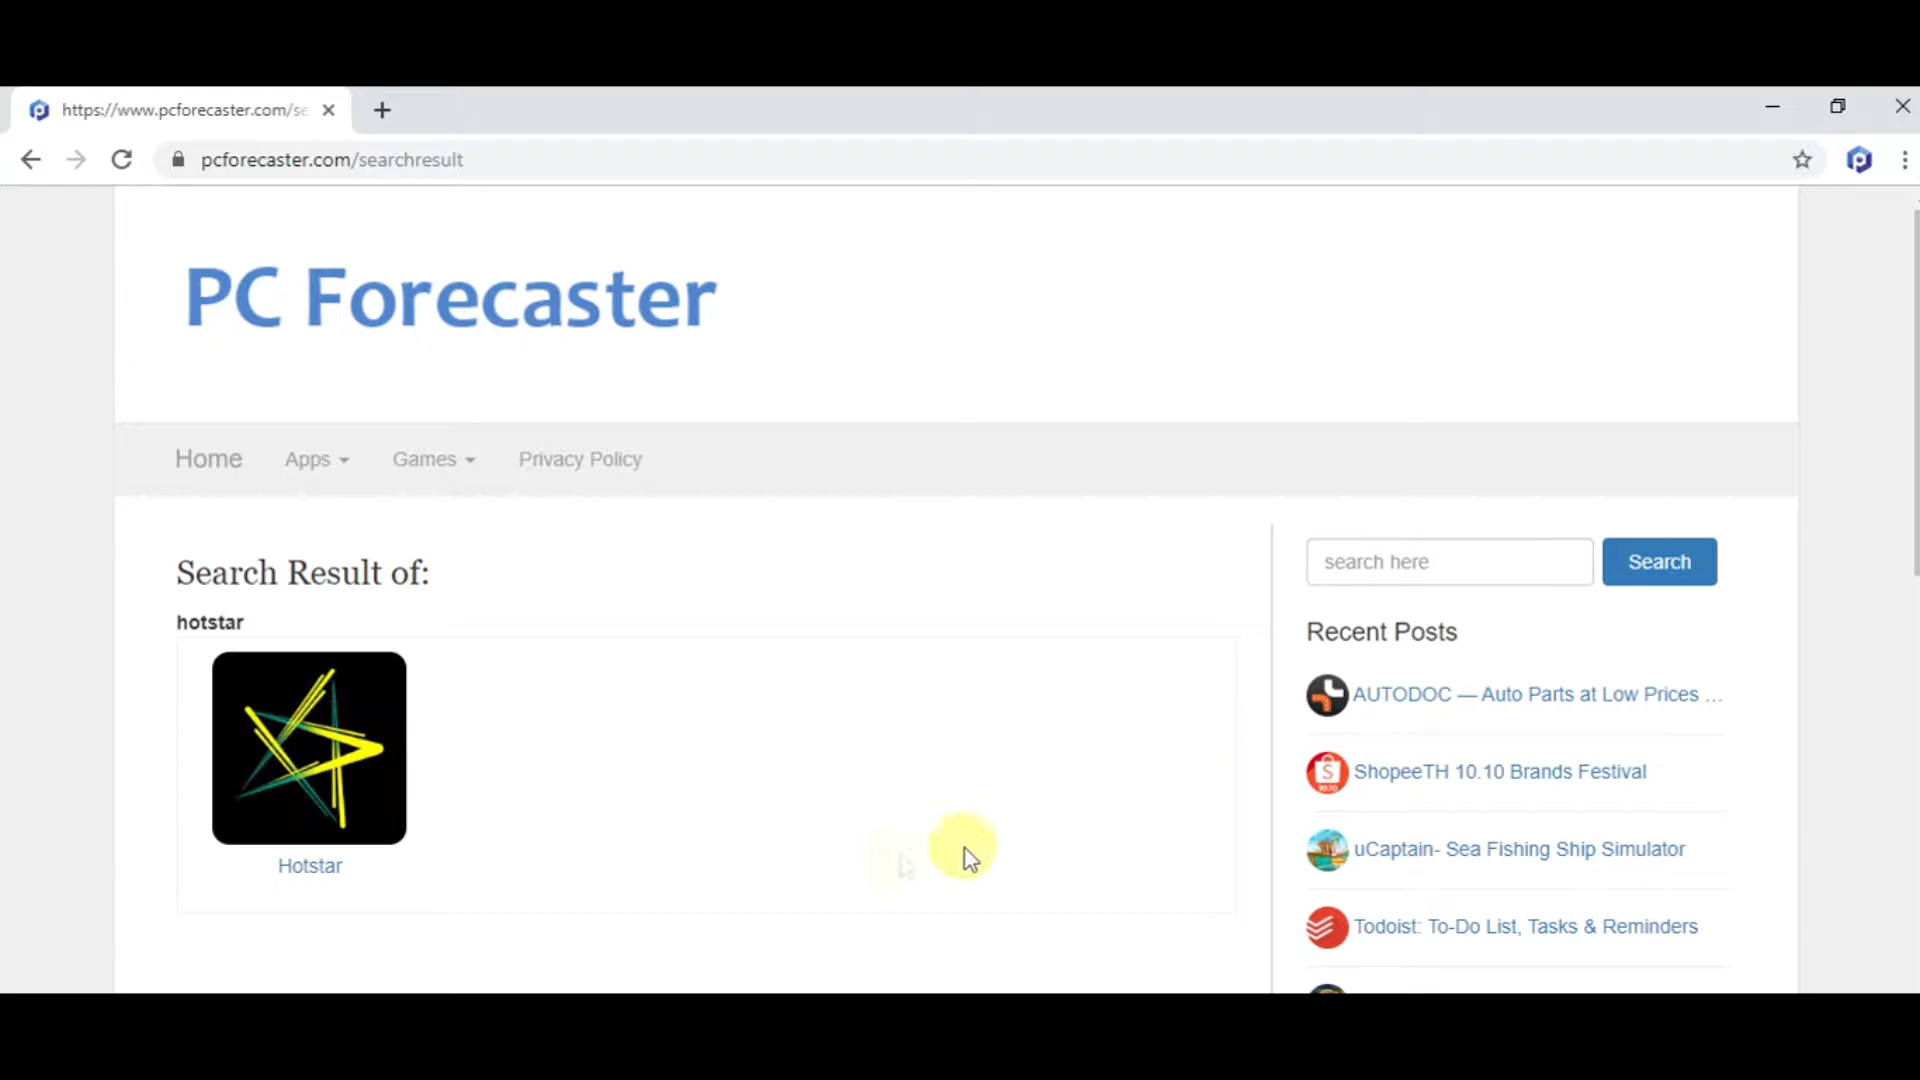 https://www.pcforecaster.com/se
pcforecaster.com/searchresult
PC Forecaster
Home Apps Games Privacy Policy
Search Result of:
hotstar
Hotstar
search here Search
Recent Posts
AUTODOC — Auto Parts at Low Prices ...
S
10.10
ShopeeTH 10.10 Brands Festival
uCaptain- Sea Fishing Ship Simulator
Todoist: To-Do List, Tasks & Reminders